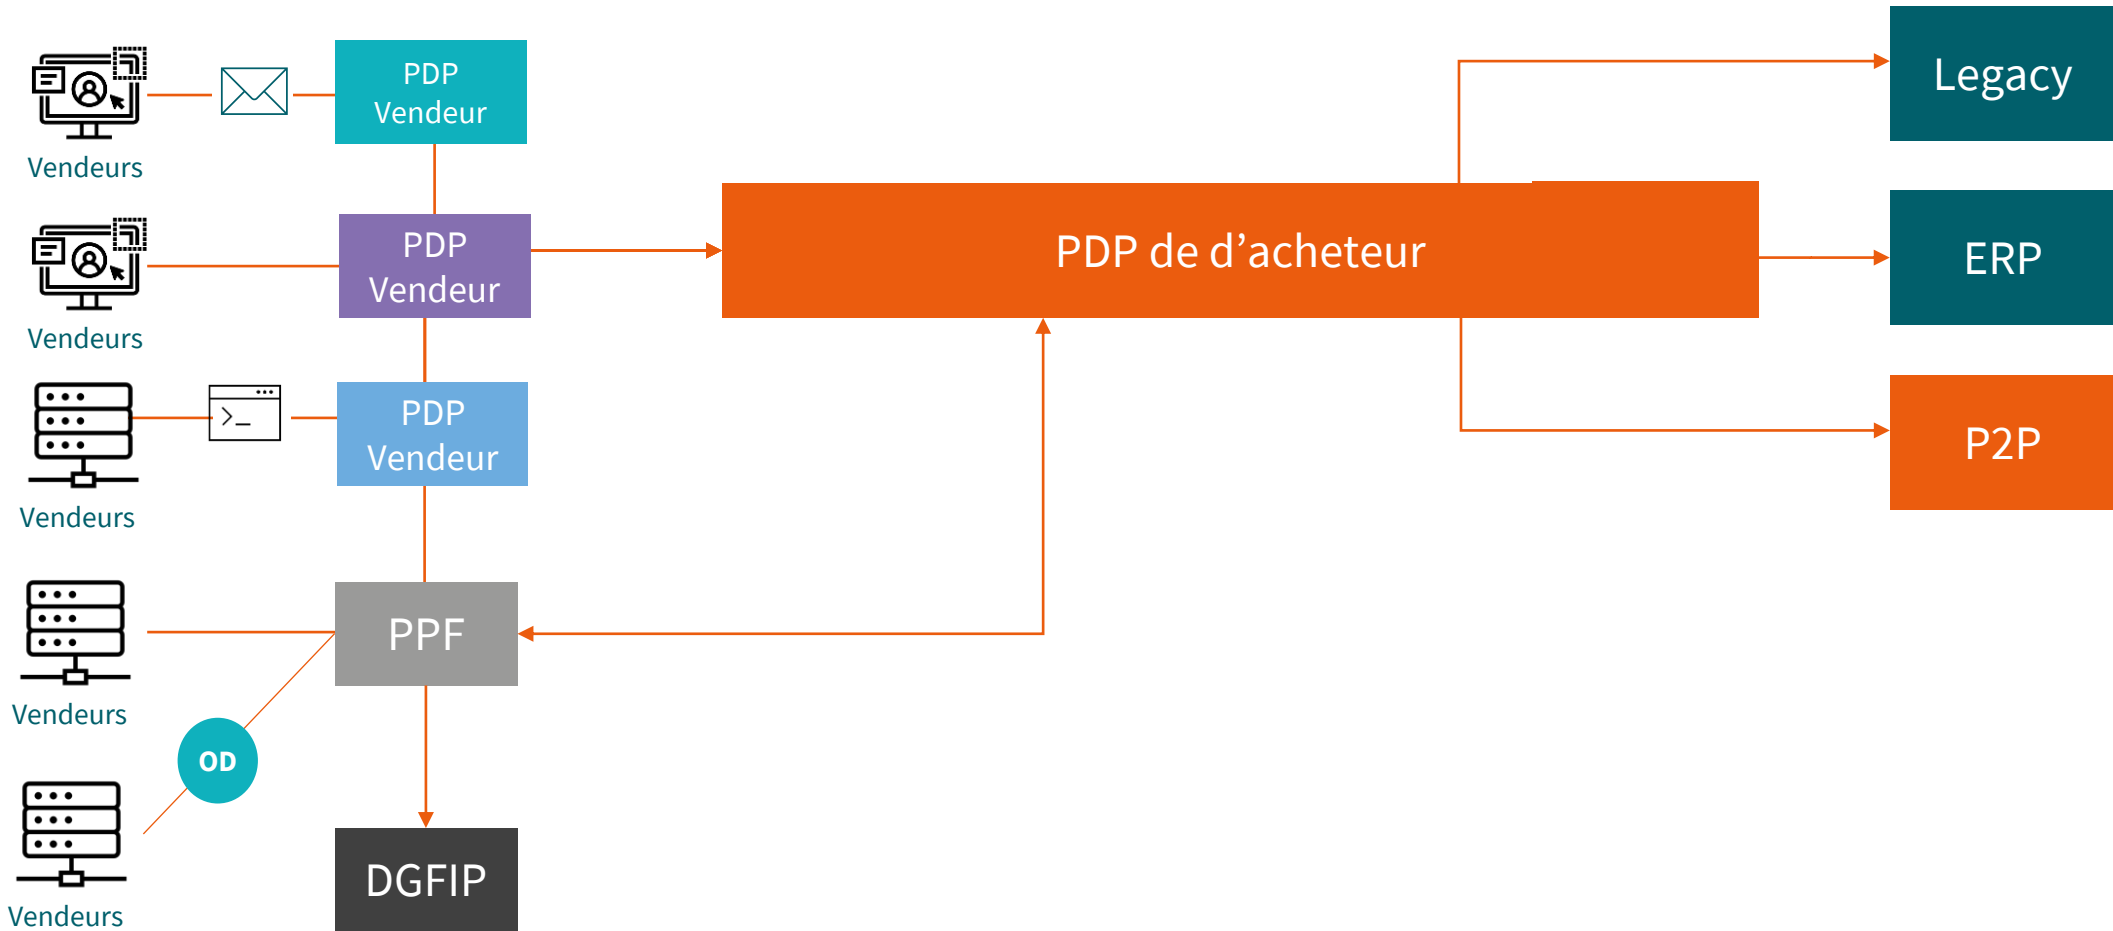 PDP
Vendeur
Vendeurs
PDP
Vendeur
Vendeurs
>_
PDP
Vendeur
Vendeurs
PPF
Vendeurs
OD
DGFIP
Vendeurs
PDP de d’acheteur
Legacy
ERP
P2P